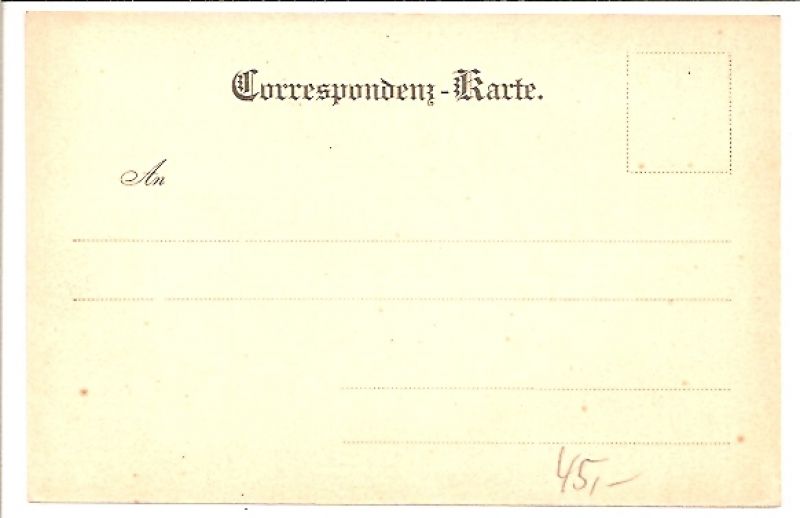 Correspondenz-Karte.
An
45,-